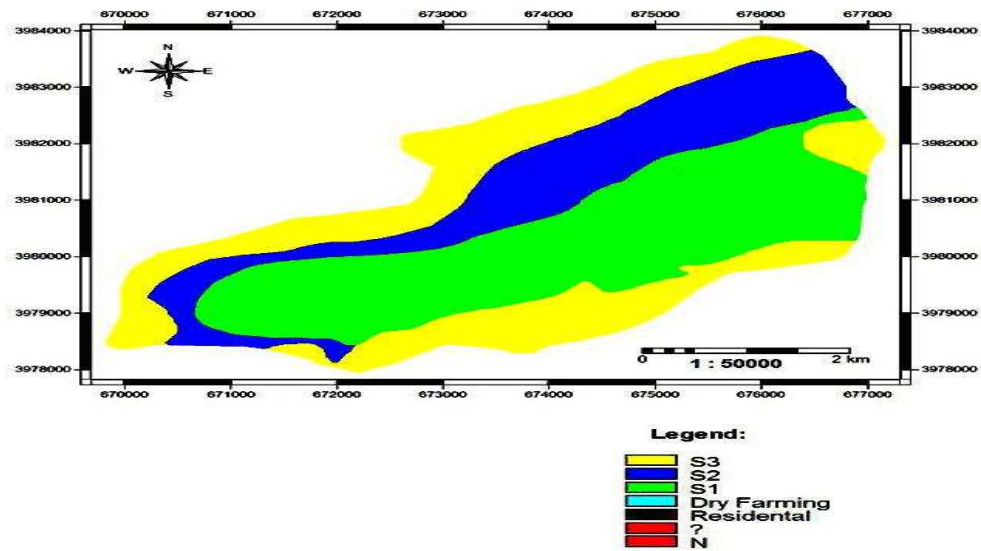 670000 671000 672000 673000 674000 675000 676000 677000
3984000 3984000
N
W E
S
3983000 3983000
3982000 3982000
3981000 3981000
3980000 3980000
3979000 3979000
0 2 km
1 : 50000
3978000 3978000
670000 671000 672000 673000 674000 675000 676000 677000
Legend:
S3
S2
S1
Dry Farming
Residental
?
N